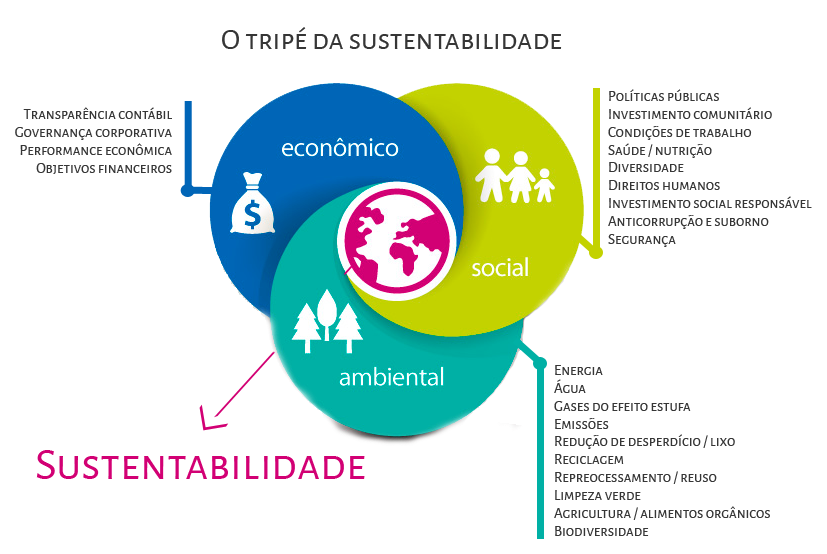 O tripé da sustentabilidade
Transparência contábil
Governança corporativa
Performance econômica
Objetivos financeiros
econômico
$
social
ambiental
Políticas públicas
Investimento comunitário
Condições de trabalho
Saúde / nutrição
Diversidade
Direitos humanos
Investimento social responsável
Anticorrupção e suborno
Segurança
Energia
Água
Gases do efeito estufa
Emissões
Redução de desperdício / lixo
Reciclagem
Repreocessamento / reuso
Limpeza verde
Agricultura / alimentos orgânicos
Biodiversidade
Sustentabilidade